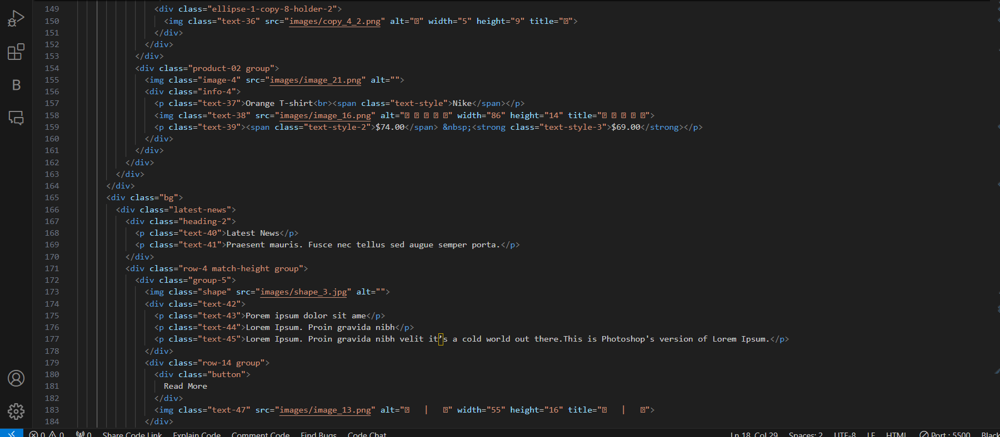 149 <div class="ellipse-1-copy-8-holder-2">
150 <img class="text-36" src="images/copy_4_2.png" alt="" width="5" height="9" title="">
151 </div>
152 </div>
153 </div>
154 <div class="product-02 group">
155 <img class="image-4" src="images/image_21.png" alt="">
156 <div class="info-4">
157 <p class="text-37">Orange T-shirt<br><span class="text-style">Nike</span></p>
158 <img class="text-38" src="images/image_16.png" alt="    " width="86" height="14" title="    ">
159 <p class="text-39"><span class="text-style-2">$74.00</span> &nbsp;<strong class="text-style-3">$69.00</strong></p>
160 </div>
161 </div>
162 </div>
163 </div>
164 </div>
165 <div class="bg">
166 <div class="latest-news">
167 <div class="heading-2">
168 <p class="text-40">Latest News</p>
169 <p class="text-41">Praesent mauris. Fusce nec tellus sed augue semper porta.</p>
170 </div>
171 <div class="row-4 match-height group">
172 <div class="group-5">
173 <img class="shape" src="images/shape_3.jpg" alt="">
174 <div class="text-42">
175 <p class="text-43">Porem ipsum dolor sit ame</p>
176 <p class="text-44">Lorem Ipsum. Proin gravida nibh</p>
177 <p class="text-45">Lorem Ipsum. Proin gravida nibh velit it’s a cold world out there.This is Photoshop's version of Lorem Ipsum.</p>
178 </div>
179 <div class="row-14 group">
180 <div class="button">
181 Read More
182 </div>
183 <img class="text-47" src="images/image_13.png" alt="   |   " width="55" height="16" title="   |   ">
184 </div>
B
0 0 0 Share Code Link Explain Code Comment Code Find Bugs Code Chat Ln 18, Col 29 Spaces: 2 UTF-8 LF HTML Port : 5500 Black